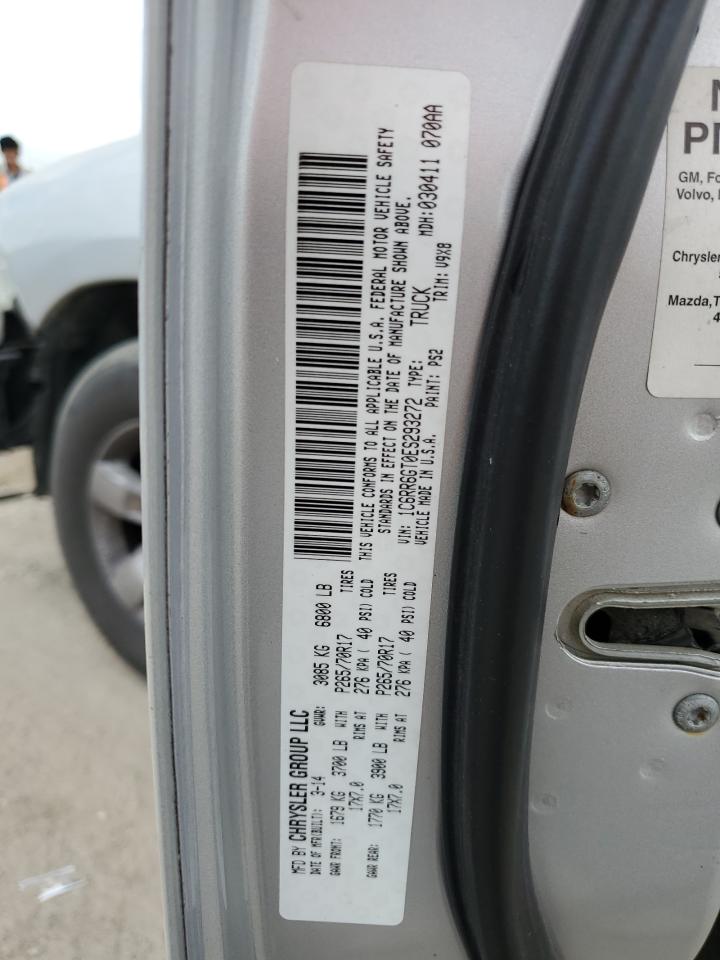 MFD BY CHRYSLER GROUP LLC
DATE OF MFR(BUILT): 3-14 GVWR: 3085 KG 6800 LB
GAWR FRONT: 1679 KG 3700 LB WITH P265/70R17 TIRES
17X7.0 RIMS AT 276 KPA ( 40 PSI) COLD
GAWR REAR: 1770 KG 3900 LB WITH P265/70R17 TIRES
17X7.0 RIMS AT 276 KPA ( 40 PSI) COLD
THIS VEHICLE CONFORMS TO ALL APPLICABLE U.S.A. FEDERAL MOTOR VEHICLE SAFETY
STANDARDS IN EFFECT ON THE DATE OF MANUFACTURE SHOWN ABOVE.
VIN: 1C6RR6GT0ES293272 TYPE: TRUCK MDH:030411 070AA
VEHICLE MADE IN U.S.A. PAINT: PS2 TRIM: V9X8
GM, Fo
Volvo,
Chrysler
Mazda,T
4